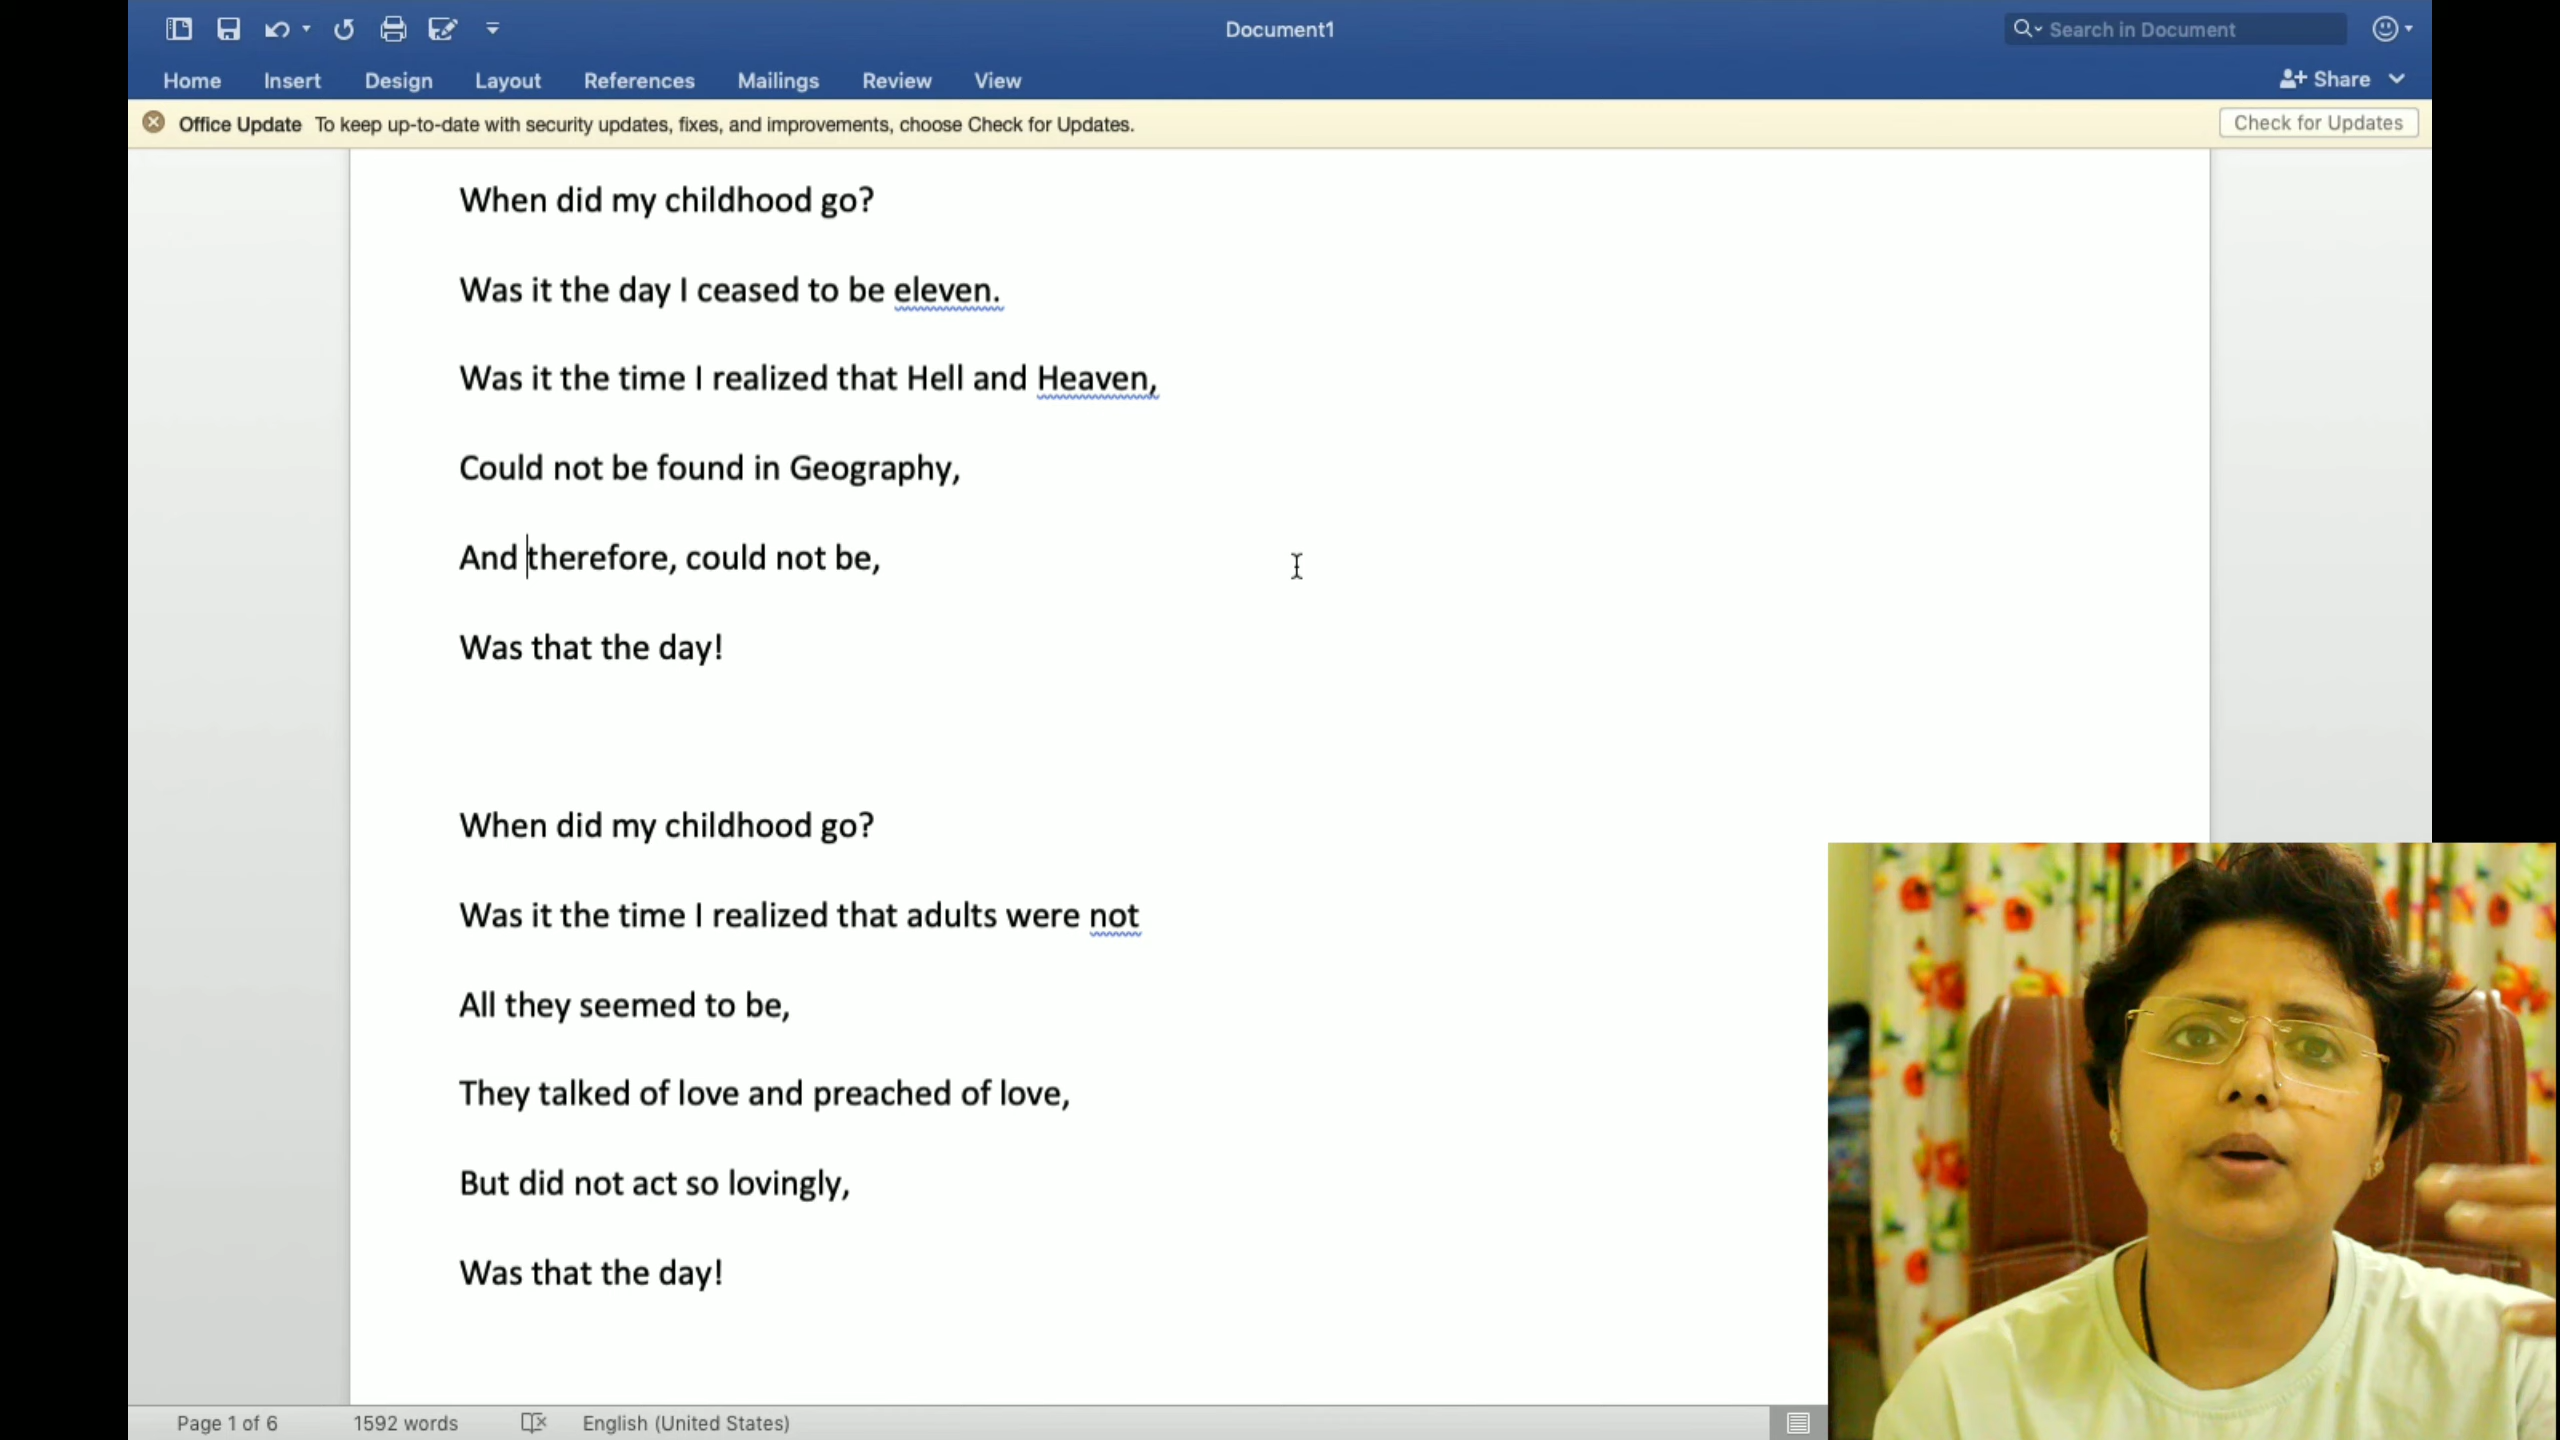 Document1
Search in Document
Home Insert Design Layout References Mailings Review View
Share
Office Update To keep up-to-date with security updates, fixes, and improvements, choose Check for Updates.
Check for Updates
When did my childhood go?
Was it the day I ceased to be eleven.
Was it the time I realized that Hell and Heaven,
Could not be found in Geography,
And therefore, could not be,
Was that the day!
When did my childhood go?
Was it the time I realized that adults were not
All they seemed to be,
They talked of love and preached of love,
But did not act so lovingly,
Was that the day!
Page 1 of 6 1592 words English (United States)